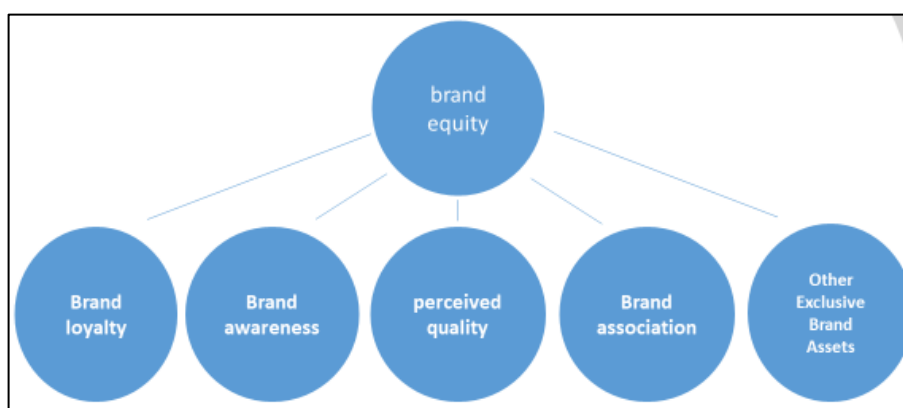 brand
equity
Brand
loyalty
Brand
awareness
perceived
quality
Brand
association
Other
Exclusive
Brand
Assets